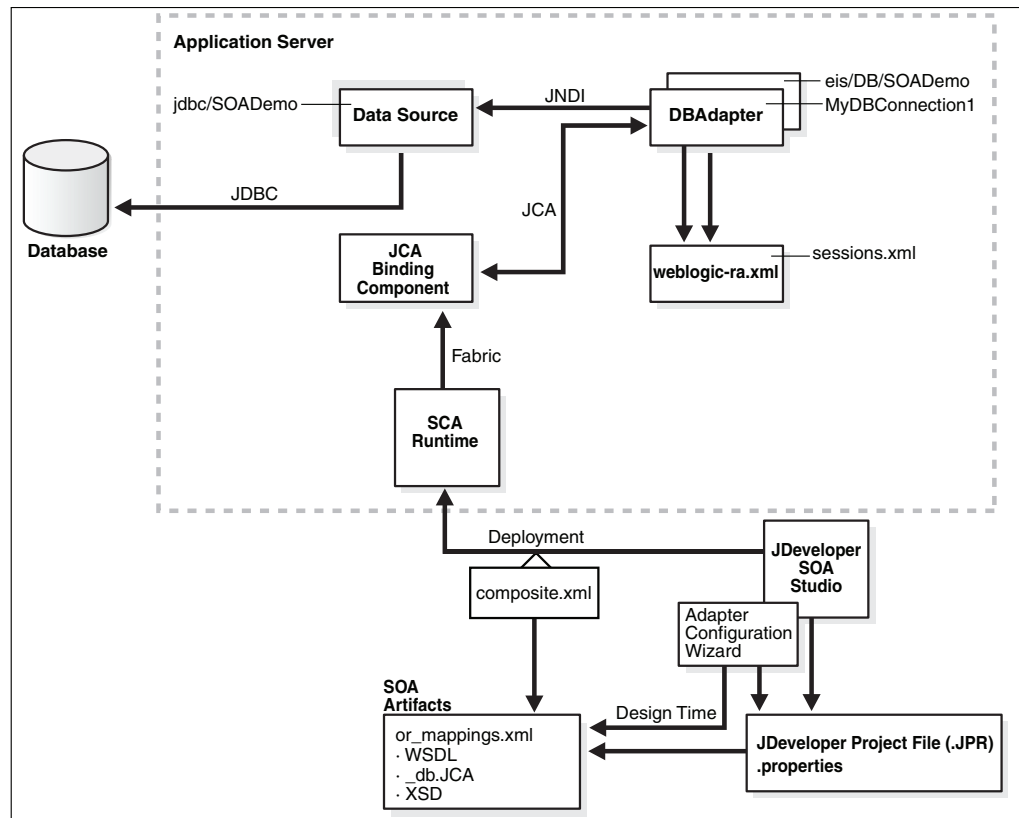 Application Server
eis/DB/SOADemo
jdbc/SOADemo
JNDI
MyDBConnection1
Data Source
DBAdapter
JDBC
JCA
Database
JCA
Binding
Component
sessions.xml
weblogic-ra.xml
Fabric
SCA
Runtime
Deployment
JDeveloper
SOA
Studio
composite.xml
Adapter
Configuration
Wizard
SOA
Artifacts
Design Time
or_mappings.xml
· WSDL
· _db.JCA
· XSD
JDeveloper Project File (.JPR)
.properties